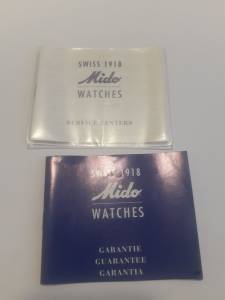 SWISS 1918
Mido
WATCHES
SERVICE CENTERS
SWISS 1918
Mido
WATCHES
GARANTIE
GUARANTEE
GARANTIA